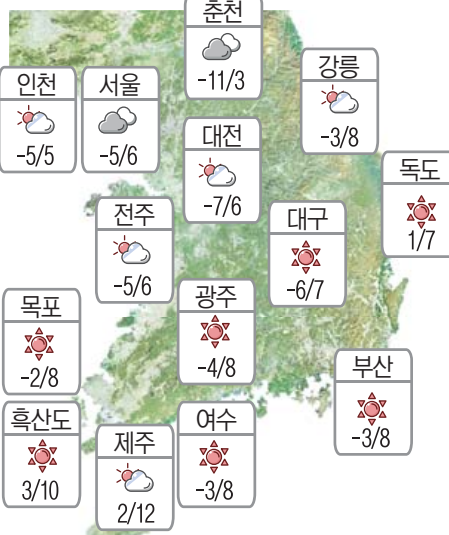 춘천
-11/3
강릉
-3/8
인천
-5/5
서울
-5/6
대전
-7/6
독도
1/7
전주
-5/6
대구
-6/7
광주
-4/8
목포
-2/8
부산
-3/8
흑산도
3/10
제주
2/12
여수
-3/8